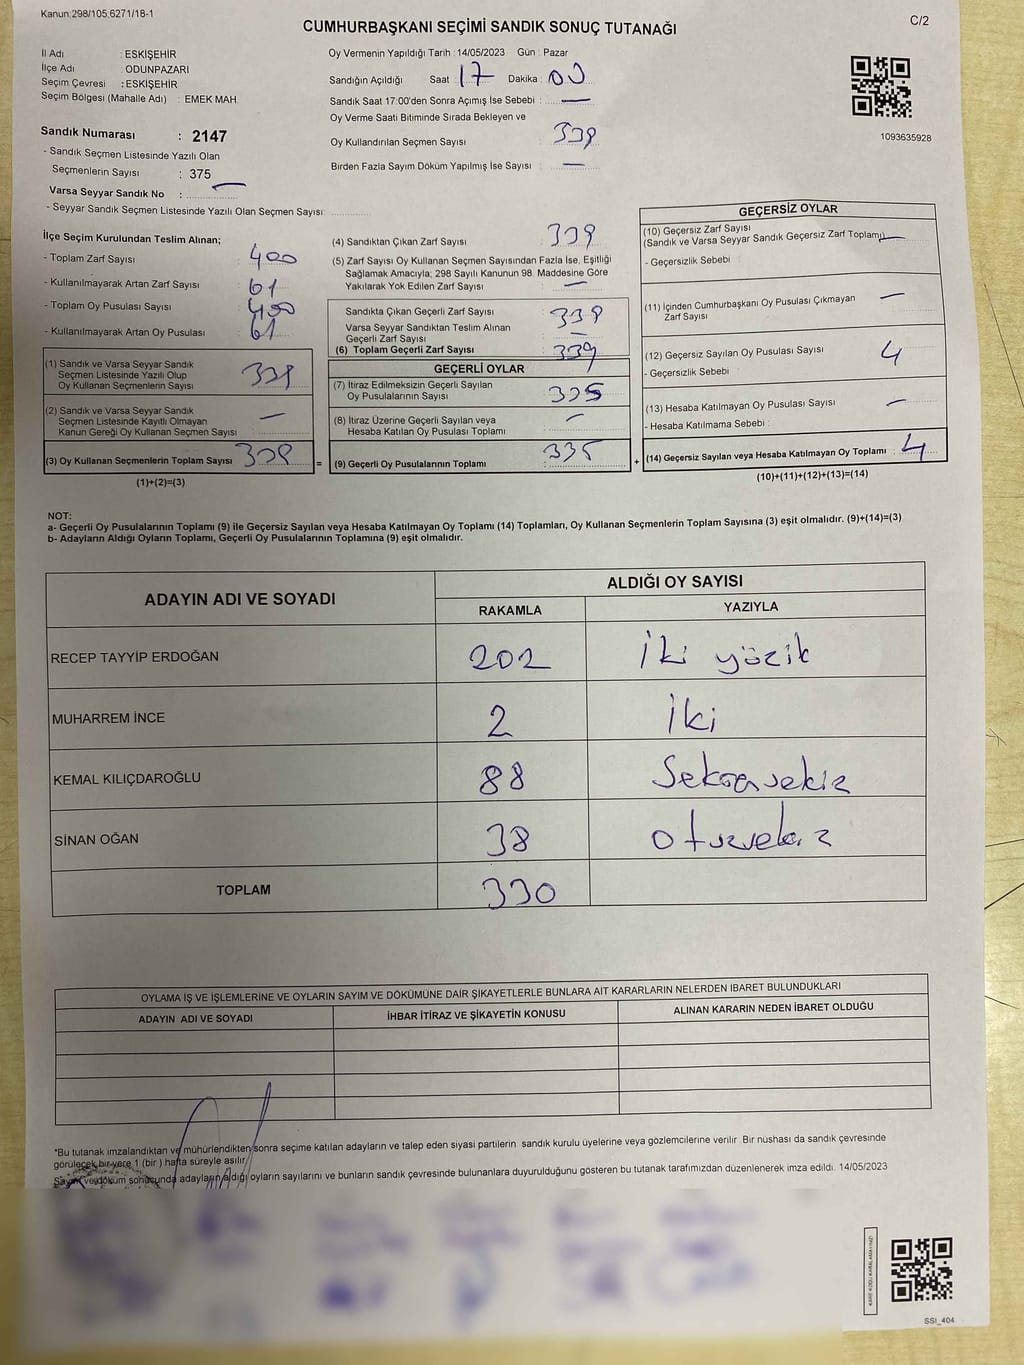 Kanun:298/105;6271/18-1
C/2
CUMHURBAŞKANI SEÇİMİ SANDIK SONUÇ TUTANAĞI
İl Adı : ESKİŞEHİR
İlçe Adı : ODUNPAZARI
Seçim Çevresi : ESKİŞEHİR
Seçim Bölgesi (Mahalle Adı) : EMEK MAH.
Oy Vermenin Yapıldığı Tarih : 14/05/2023 Gün : Pazar
Sandığın Açıldığı Saat : 17 Dakika : 00
Sandık Saat 17:00'den Sonra Açımış İse Sebebi : —
Oy Verme Saati Bitiminde Sırada Bekleyen ve
Oy Kullandırılan Seçmen Sayısı : 339
Birden Fazla Sayım Döküm Yapılmış İse Sayısı : —
1093635928
Sandık Numarası : 2147
- Sandık Seçmen Listesinde Yazılı Olan
Seçmenlerin Sayısı : 375
Varsa Seyyar Sandık No : —
- Seyyar Sandık Seçmen Listesinde Yazılı Olan Seçmen Sayısı:
İlçe Seçim Kurulundan Teslim Alınan;
- Toplam Zarf Sayısı : 400
- Kullanılmayarak Artan Zarf Sayısı : 61
- Toplam Oy Pusulası Sayısı : 400
- Kullanılmayarak Artan Oy Pusulası : 61
(1) Sandık ve Varsa Seyyar Sandık
Seçmen Listesinde Yazılı Olup
Oy Kullanan Seçmenlerin Sayısı : 339
(2) Sandık ve Varsa Seyyar Sandık
Seçmen Listesinde Kayıtlı Olmayan
Kanun Gereği Oy Kullanan Seçmen Sayısı : —
(3) Oy Kullanan Seçmenlerin Toplam Sayısı : 339 =
(1)+(2)=(3)
(4) Sandıktan Çıkan Zarf Sayısı : 339
(5) Zarf Sayısı Oy Kullanan Seçmen Sayısından Fazla İse, Eşitliği
Sağlamak Amacıyla; 298 Sayılı Kanunun 98. Maddesine Göre
Yakılarak Yok Edilen Zarf Sayısı : —
Sandıkta Çıkan Geçerli Zarf Sayısı : 339
Varsa Seyyar Sandıktan Teslim Alınan
Geçerli Zarf Sayısı : —
(6) Toplam Geçerli Zarf Sayısı : 339
GEÇERLİ OYLAR
(7) İtiraz Edilmeksizin Geçerli Sayılan
Oy Pusulalarının Sayısı : 335
(8) İtiraz Üzerine Geçerli Sayılan veya
Hesaba Katılan Oy Pusulası Toplamı : —
(9) Geçerli Oy Pusulalarının Toplamı : 335 +
GEÇERSİZ OYLAR
(10) Geçersiz Zarf Sayısı
(Sandık ve Varsa Seyyar Sandık Geçersiz Zarf Toplamı) —
- Geçersizlik Sebebi :
(11) İçinden Cumhurbaşkanı Oy Pusulası Çıkmayan
Zarf Sayısı : —
(12) Geçersiz Sayılan Oy Pusulası Sayısı : 4
- Geçersizlik Sebebi :
(13) Hesaba Katılmayan Oy Pusulası Sayısı : —
- Hesaba Katılmama Sebebi :
(14) Geçersiz Sayılan veya Hesaba Katılmayan Oy Toplamı : 4
(10)+(11)+(12)+(13)=(14)
NOT:
a- Geçerli Oy Pusulalarının Toplamı (9) ile Geçersiz Sayılan veya Hesaba Katılmayan Oy Toplamı (14) Toplamları, Oy Kullanan Seçmenlerin Toplam Sayısına (3) eşit olmalıdır. (9)+(14)=(3)
b- Adayların Aldığı Oyların Toplamı, Geçerli Oy Pusulalarının Toplamına (9) eşit olmalıdır.
ADAYIN ADI VE SOYADI
ALDIĞI OY SAYISI
RAKAMLA YAZIYLA
RECEP TAYYİP ERDOĞAN 202 İki yüzik
MUHARREM İNCE 2 İki
KEMAL KILIÇDAROĞLU 88
SİNAN OĞAN 38
TOPLAM 330
OYLAMA İŞ VE İŞLEMLERİNE VE OYLARIN SAYIM VE DÖKÜMÜNE DAİR ŞİKAYETLERLE BUNLARA AİT KARARLARIN NELERDEN İBARET BULUNDUKLARI
ADAYIN ADI VE SOYADI İHBAR İTİRAZ VE ŞİKAYETİN KONUSU ALINAN KARARIN NEDEN İBARET OLDUĞU
*Bu tutanak imzalandıktan ve mühürlendikten sonra seçime katılan adayların ve talep eden siyasi partilerin sandık kurulu üyelerine veya gözlemcilerine verilir. Bir nushası da sandık çevresinde
görülecek bir yere 1 (bir ) hafta süreyle asılır.
Sayım ve döküm sonucunda adayların aldığı oyların sayılarını ve bunların sandık çevresinde bulunanlara duyurulduğunu gösteren bu tutanak tarafımızdan düzenlenerek imza edildi. 14/05/2023
SSI_404